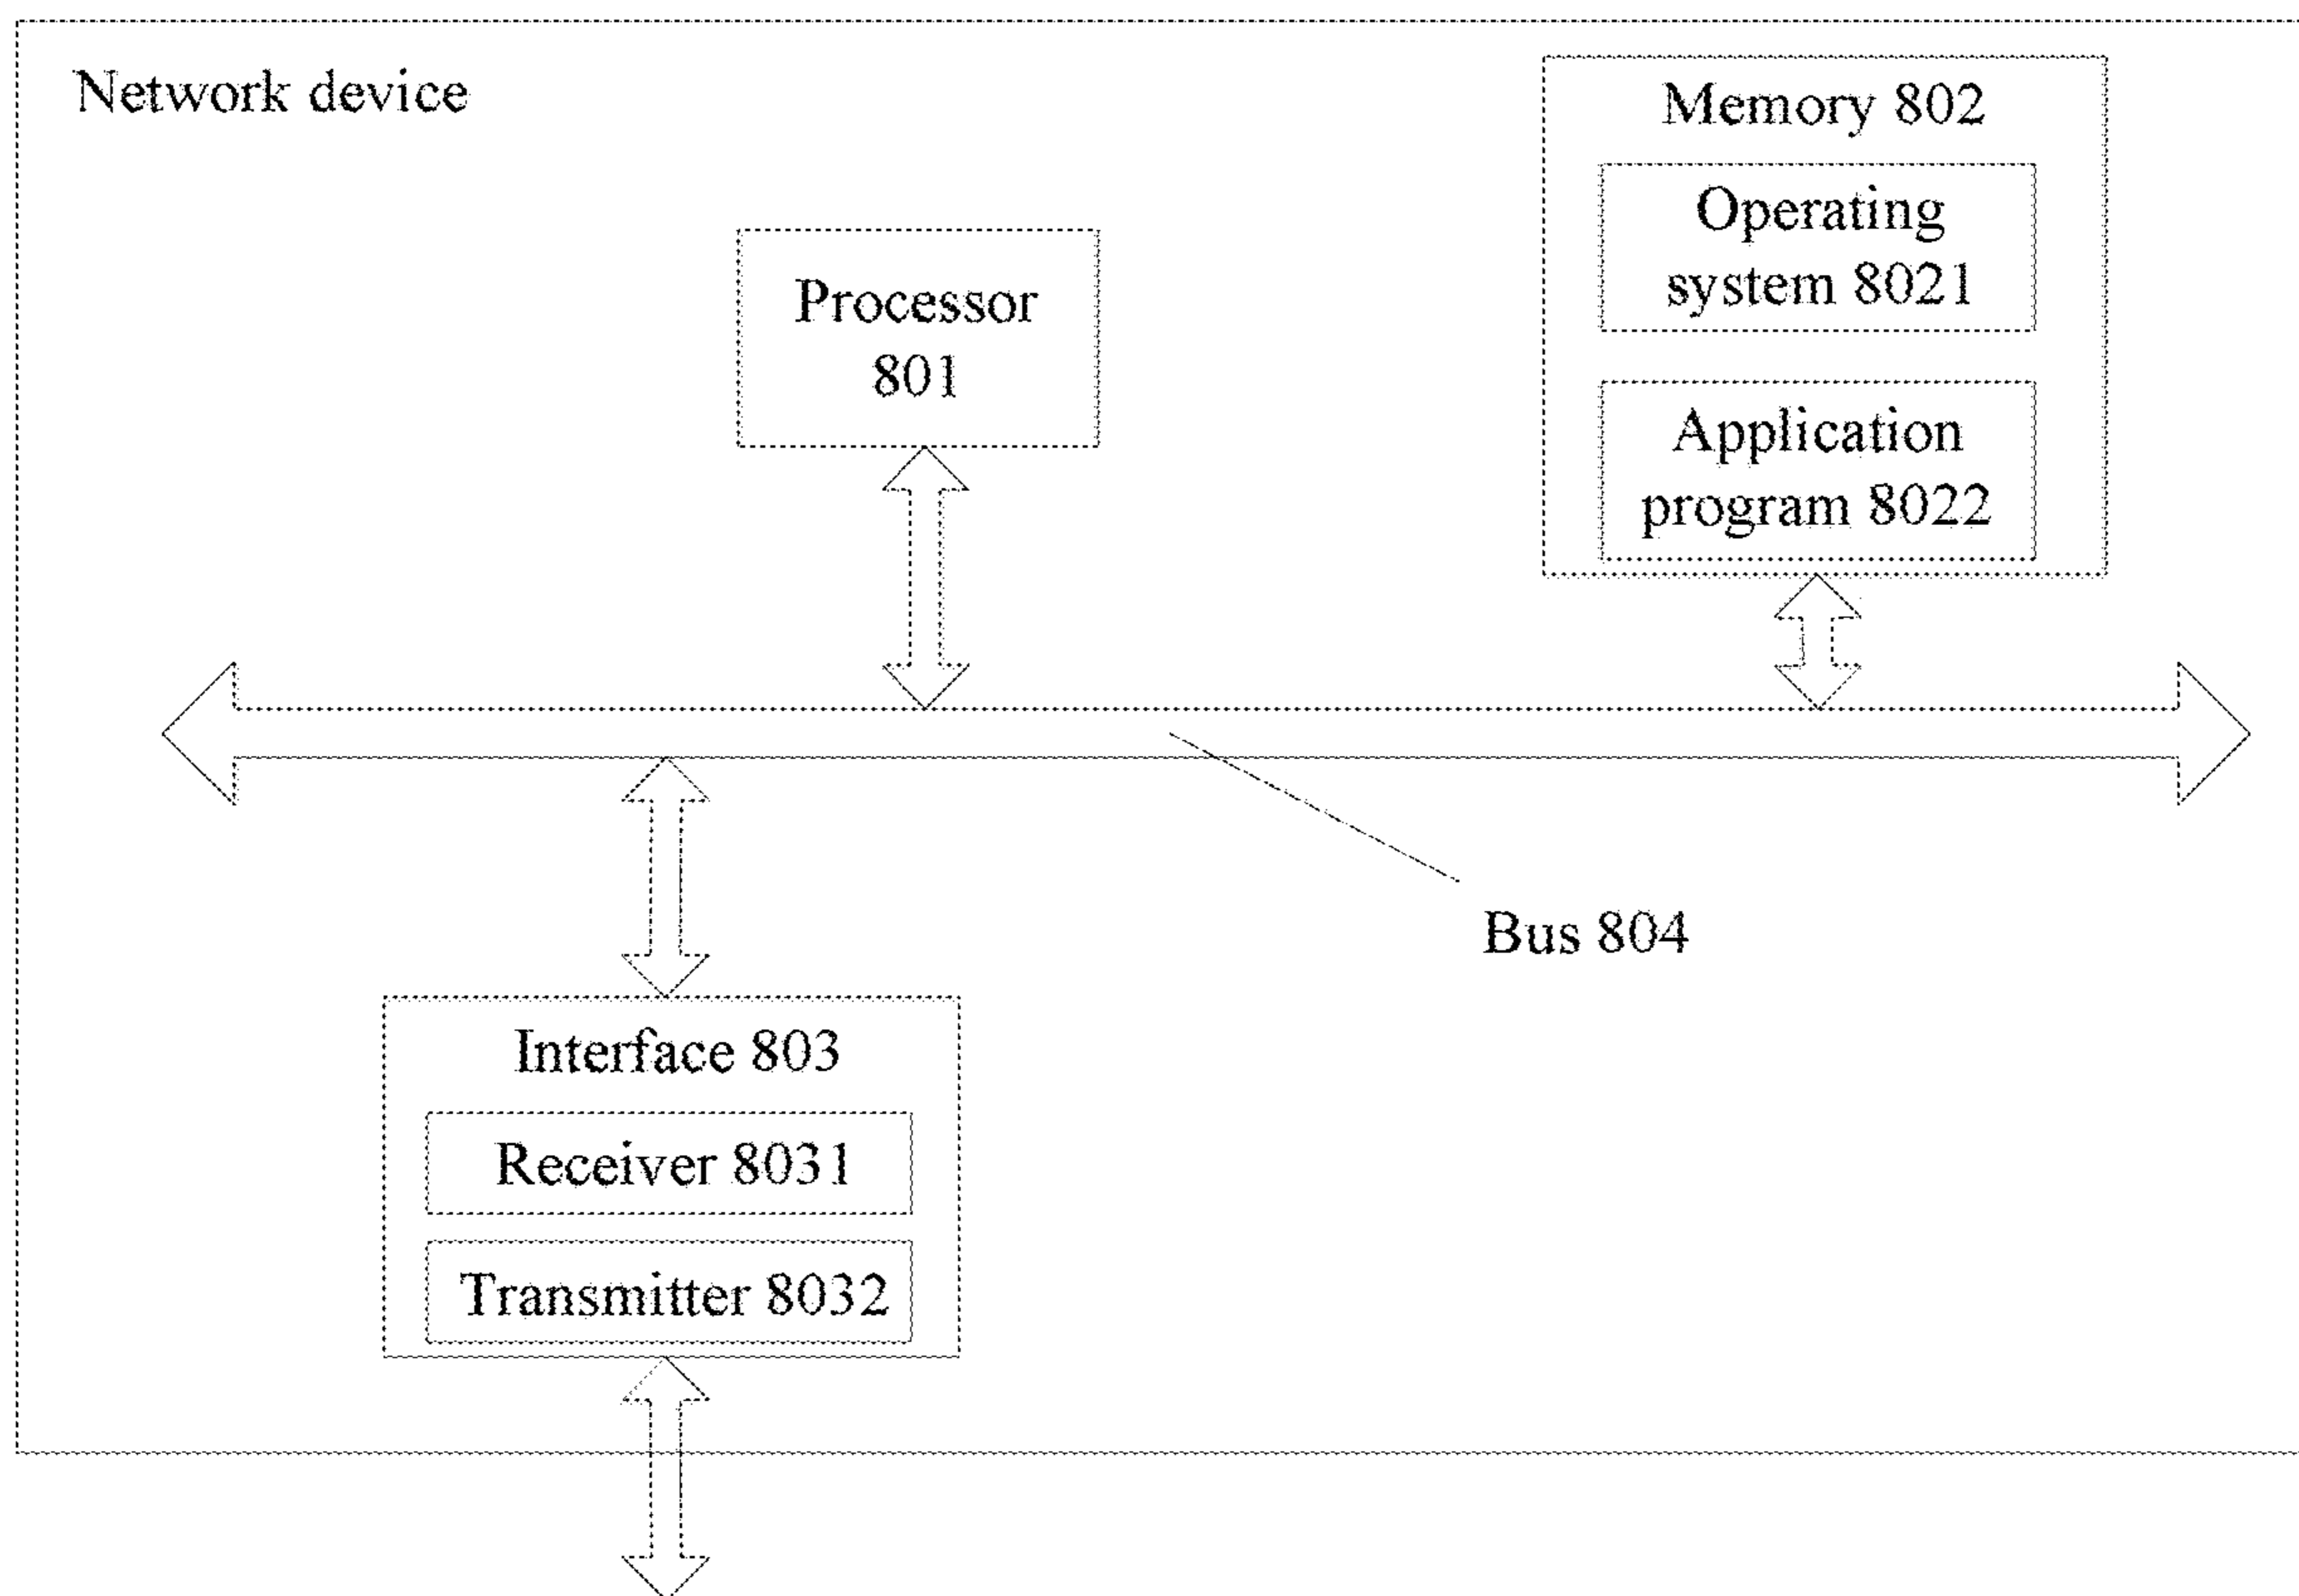 Network device
Memory 802
Operating
system 8021
Processor
801
Application
program 8022
Bus 804
Interface 803
Receiver 8031
Transmitter 8032